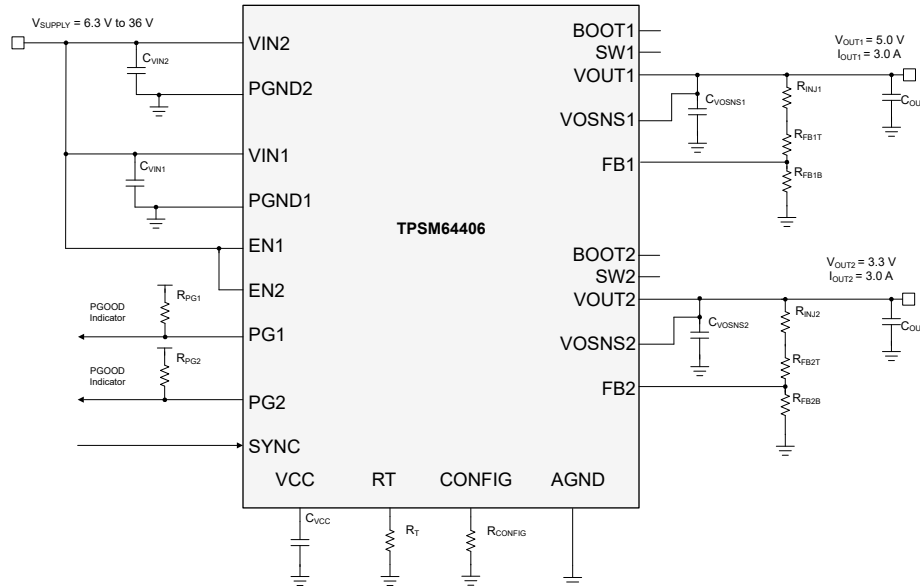 VSUPPLY = 6.3 V to 36 V
CVIN2
VIN2
PGND2
CVIN1
VIN1
PGND1
EN1
EN2
RPG1
PGOOD
Indicator
PG1
RPG2
PGOOD
Indicator
PG2
SYNC
TPSM64406
BOOT1
SW1
VOUT1
VOSNS1
FB1
BOOT2
SW2
VOUT2
VOSNS2
FB2
VCC
RT
CONFIG
AGND
CVCC
RT
RCONFIG
VOUT1 = 5.0 V
IOUT1 = 3.0 A
CVOSNS1
RINJ1
RFB1T
RFB1B
COU
VOUT2 = 3.3 V
IOUT2 = 3.0 A
CVOSNS2
RINJ2
RFB2T
RFB2B
COU